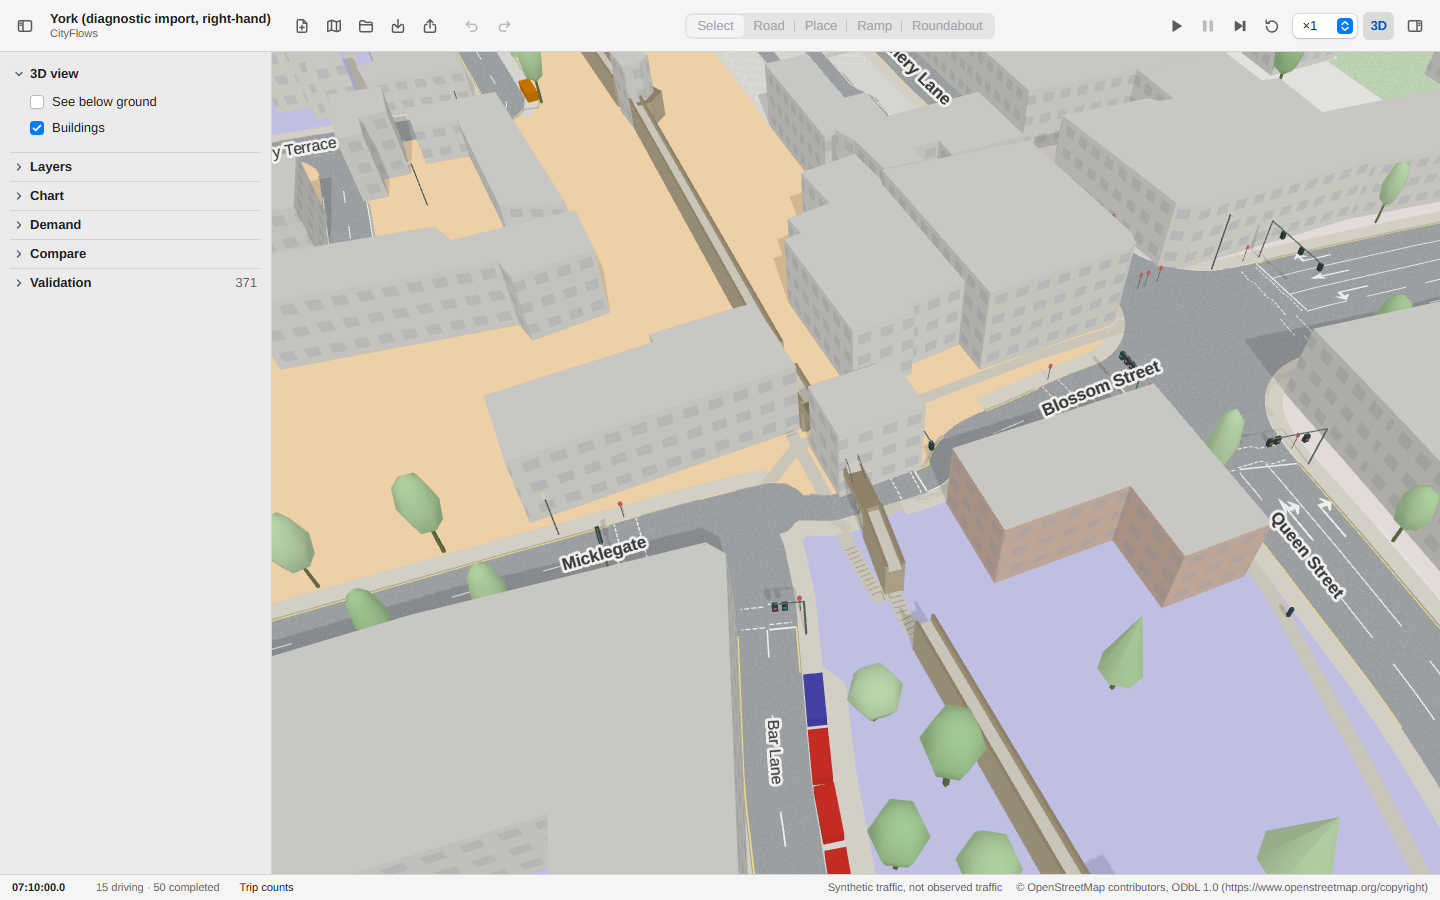 York (diagnostic import, right-hand)
CityFlows
Select
Road
Place
Ramp
Roundabout
×1
3D
3D view
See below ground
Buildings
Layers
Chart
Demand
Compare
Validation
371
ery Lane
y Terrace
Blossom Street
Micklegate
Queen Street
Bar Lane
07:10:00.0
15 driving · 50 completed
Trip counts
Synthetic traffic, not observed traffic
© OpenStreetMap contributors, ODbL 1.0 (https://www.openstreetmap.org/copyright)